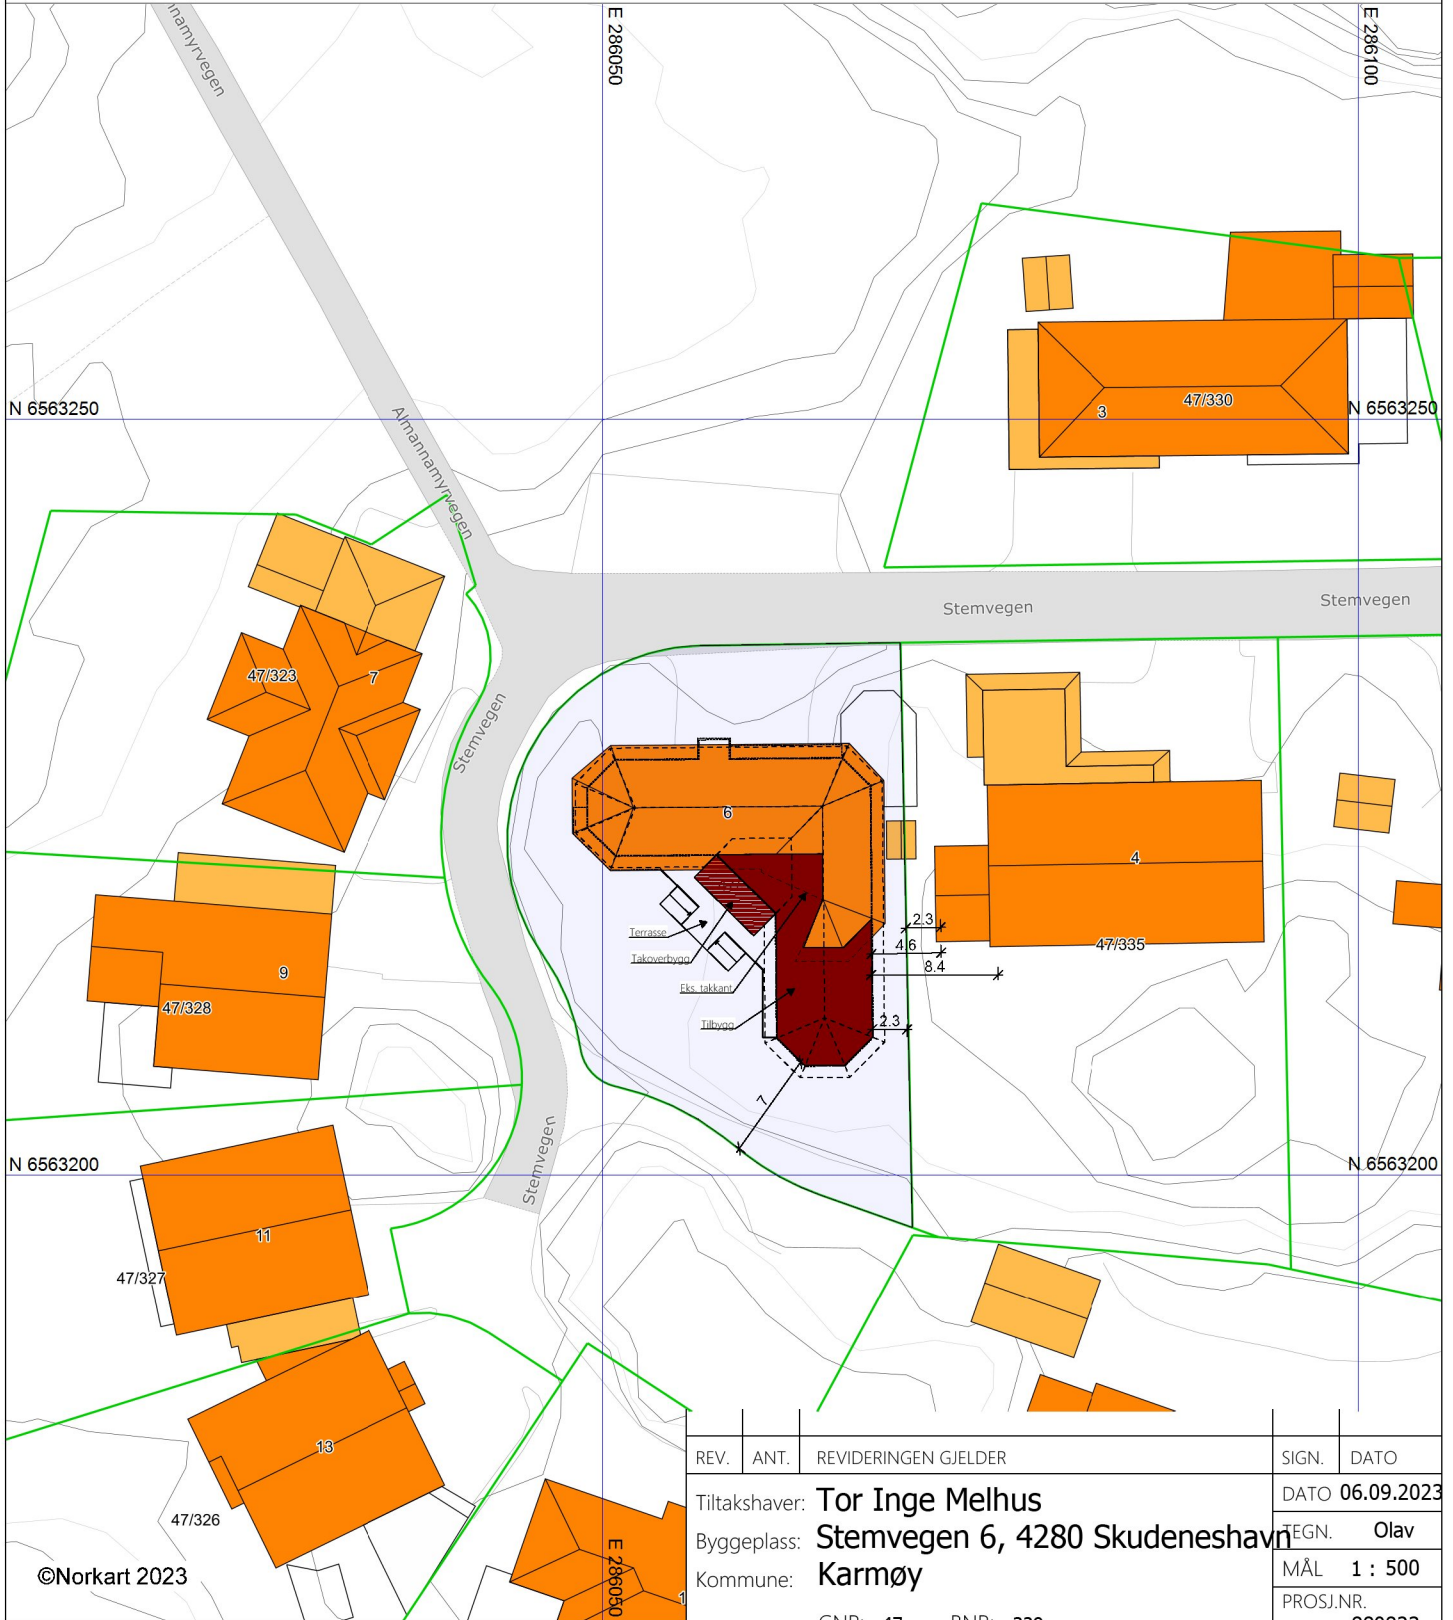 nnamyrvegen
E 286050
E 286100
N 6563250
Almannamyrvegen
3
47/330
N 6563250
Stemvegen
Stemvegen
47/323
7
Stemvegen
6
4
47/335
2.3
4.6
8.4
2.3
Terrasse
Takoverbygg
Eks. takkant
Tilbygg
7
9
47/328
Stemvegen
N 6563200
N 6563200
11
47/327
13
47/326
E 286050
1
©Norkart 2023
REV. ANT. REVIDERINGEN GJELDER SIGN. DATO
Tiltakshaver: Tor Inge Melhus
DATO 06.09.2023
Byggeplass: Stemvegen 6, 4280 Skudeneshavn
TEGN. Olav
Kommune: Karmøy
MÅL 1 : 500
PROSJ.NR.